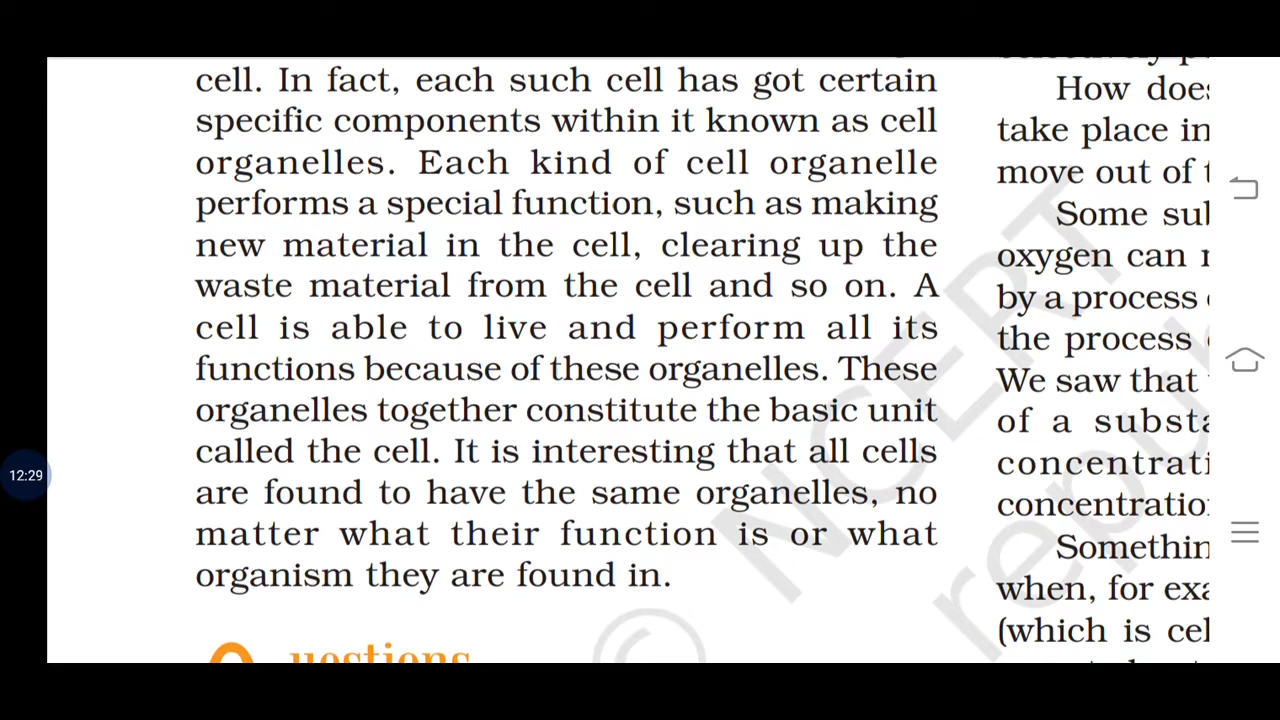 cell. In fact, each such cell has got certain
specific components within it known as cell
organelles. Each kind of cell organelle
performs a special function, such as making
new material in the cell, clearing up the
waste material from the cell and so on. A
cell is able to live and perform all its
functions because of these organelles. These
organelles together constitute the basic unit
called the cell. It is interesting that all cells
are found to have the same organelles, no
matter what their function is or what
organism they are found in.
Questions
How does
take place in
move out of t
Some sub
oxygen can
by a process
the process
We saw that
of a substa
concentrati
concentratio
Somethin
when, for exa
(which is cel
© NCERT
repu
12:29